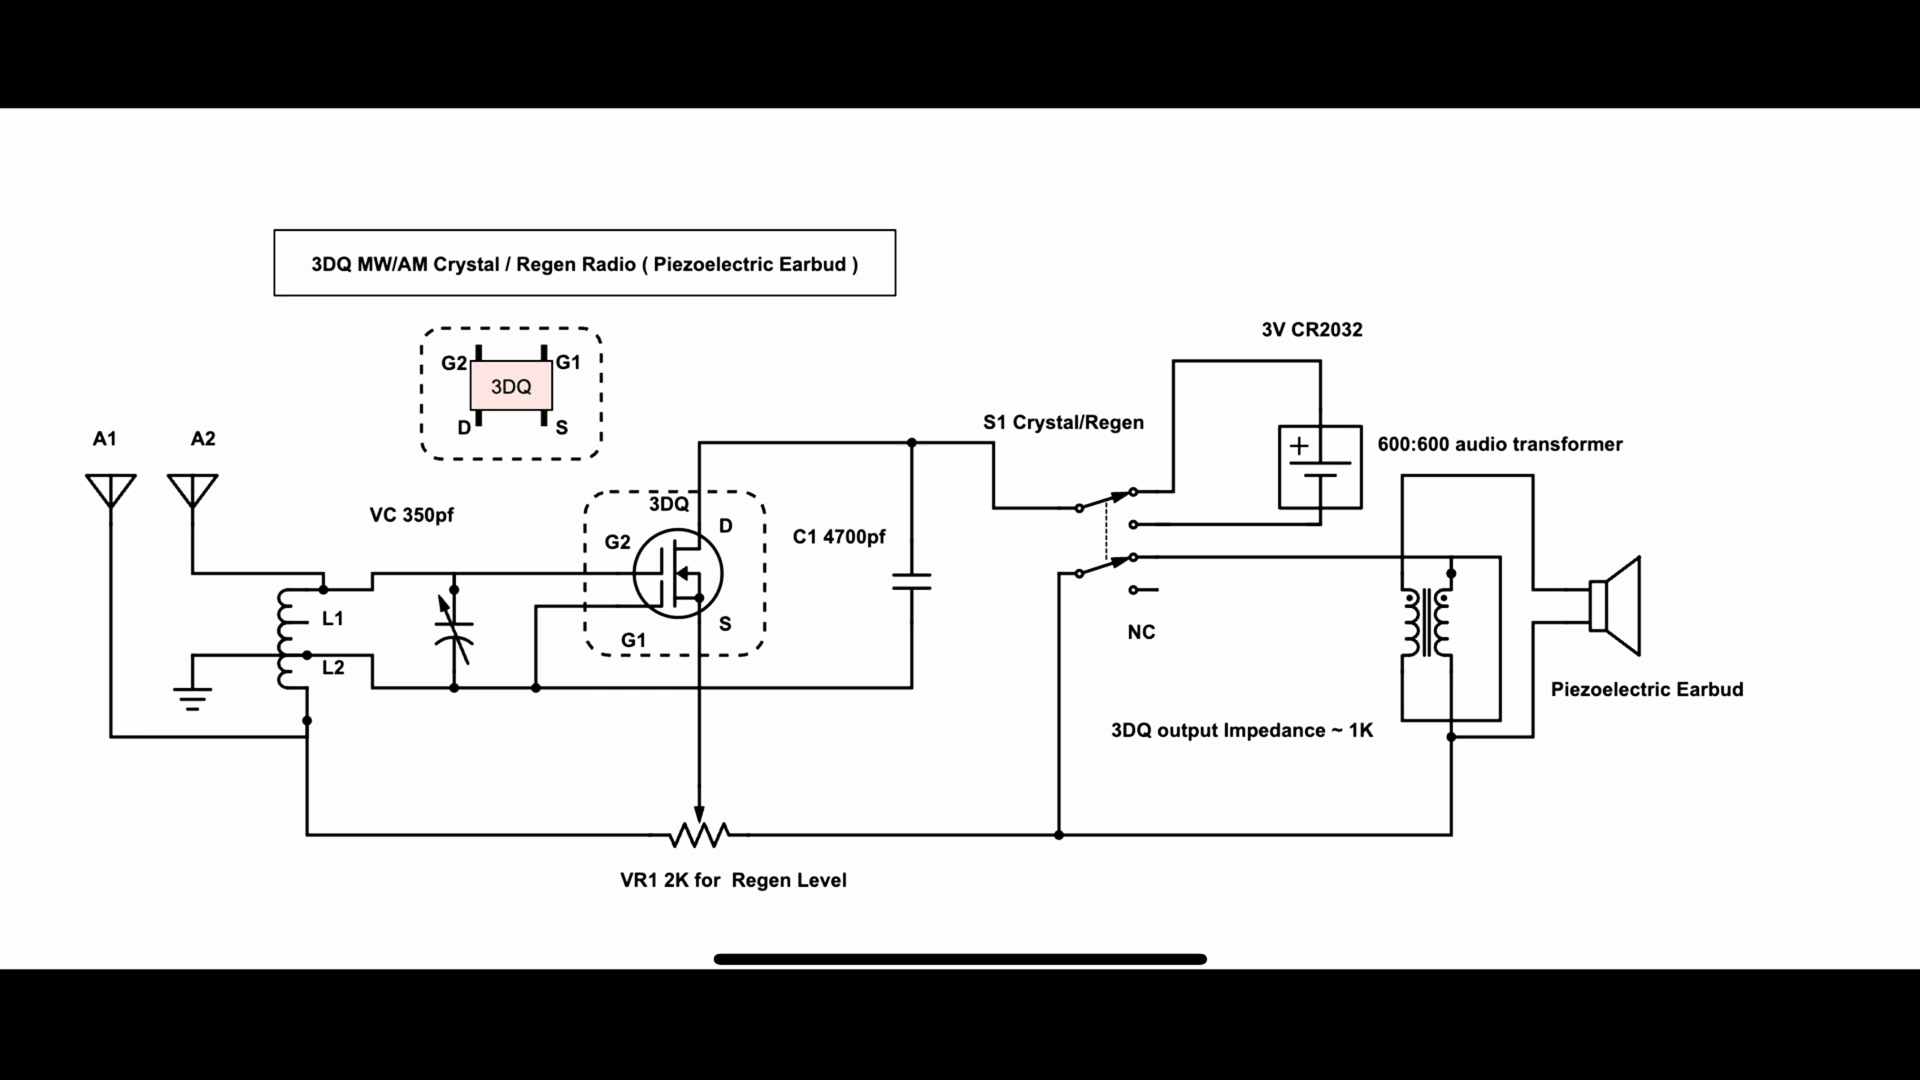 3DQ MW/AM Crystal / Regen Radio ( Piezoelectric Earbud )
3V CR2032
G2
G1
3DQ
D
S
S1 Crystal/Regen
A1
A2
600:600 audio transformer
VC 350pf
3DQ
D
G2
C1 4700pf
+
L1
S
G1
NC
L2
Piezoelectric Earbud
3DQ output Impedance ~ 1K
VR1 2K for Regen Level